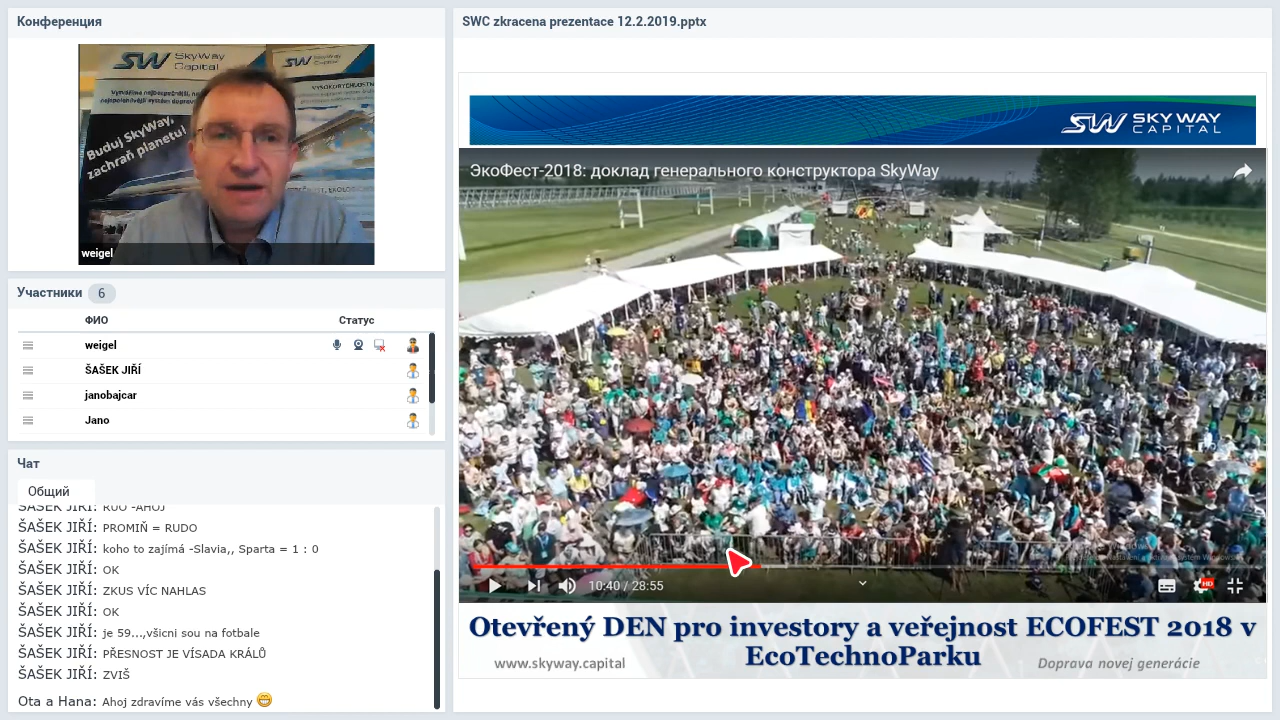 Конференция
SKYWAY
CAPITAL
Buduj SkyWay,
zachraň planetu!
weigel
Участники 6
ФИО Статус
weigel
ŠAŠEK JIŘÍ
janobajcar
Jano
Чат
Общий
ŠAŠEK JIŘÍ: RUO -AHOJ
ŠAŠEK JIŘÍ: PROMIŇ = RUDO
ŠAŠEK JIŘÍ: koho to zajímá -Slavia,, Sparta = 1 : 0
ŠAŠEK JIŘÍ: OK
ŠAŠEK JIŘÍ: ZKUS VÍC NAHLAS
ŠAŠEK JIŘÍ: OK
ŠAŠEK JIŘÍ: je 59...,všicni sou na fotbale
ŠAŠEK JIŘÍ: PŘESNOST JE VÍSADA KRÁLŮ
ŠAŠEK JIŘÍ: ZVIŠ
Ota a Hana: Ahoj zdravíme vás všechny
SWC zkracena prezentace 12.2.2019.pptx
SW SKY WAY
CAPITAL
ЭкоФест-2018: доклад генерального конструктора SkyWay
10:40 / 28:55
HD
Otevřený DEN pro investory a veřejnost ECOFEST 2018 v
EcoTechnoParku
www.skyway.capital
Doprava novej generácie